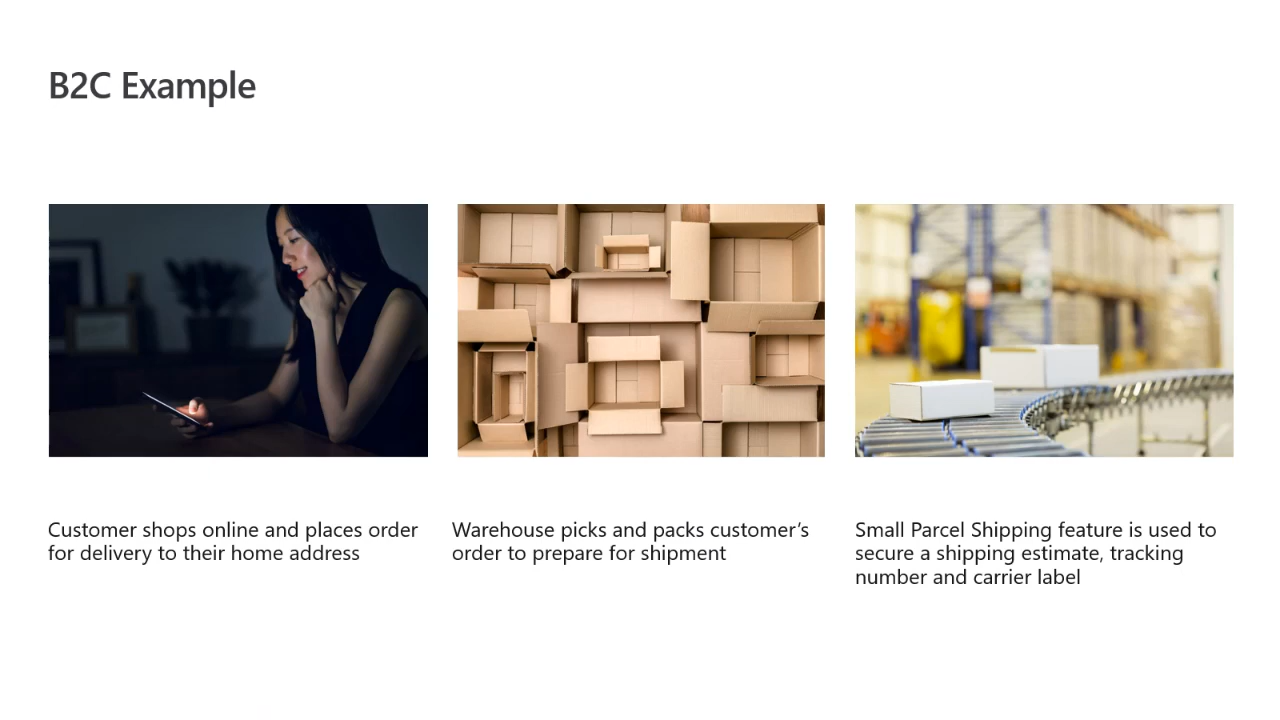 B2C Example
Customer shops online and places order
for delivery to their home address
Warehouse picks and packs customer’s
order to prepare for shipment
Small Parcel Shipping feature is used to
secure a shipping estimate, tracking
number and carrier label